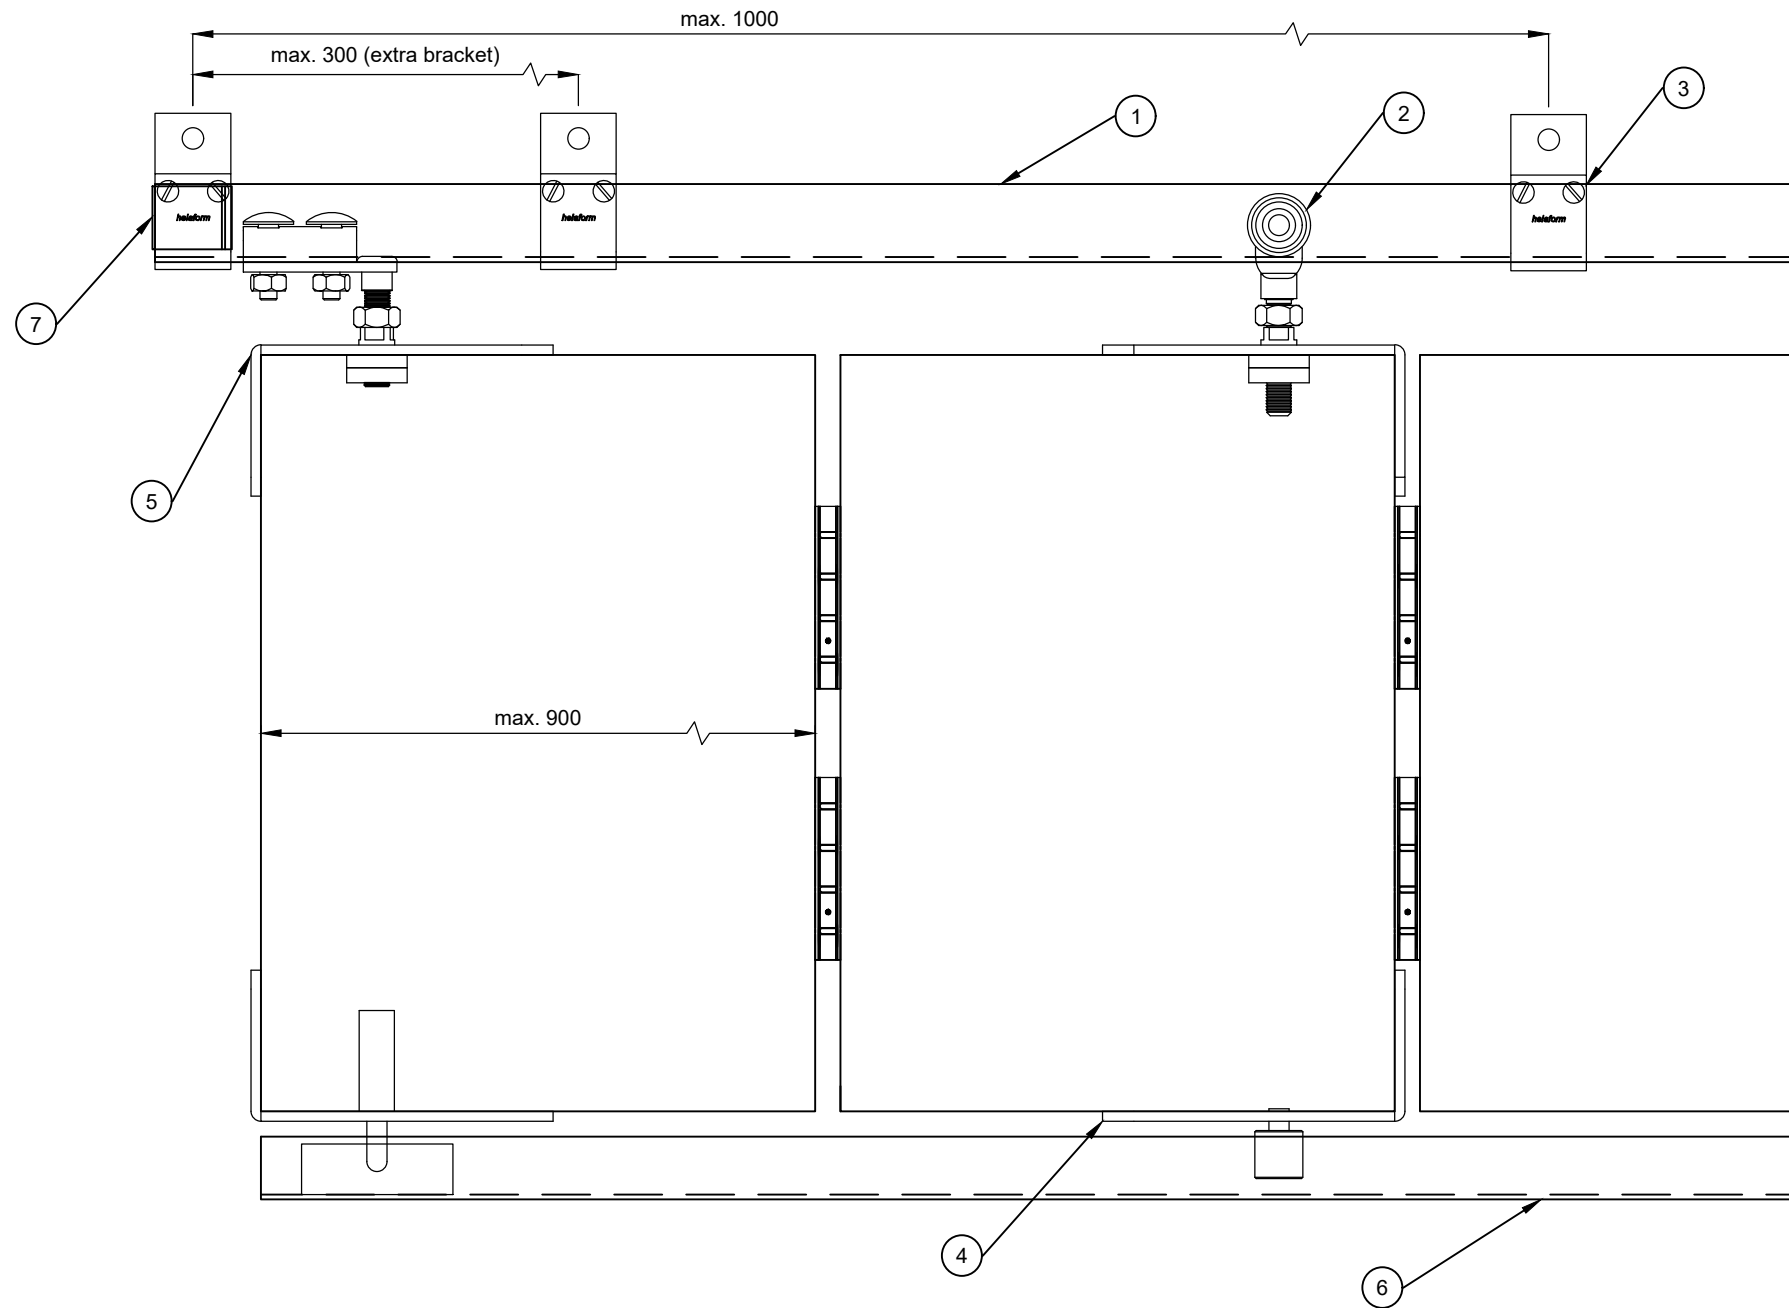 max. 1000
max. 300 (extra bracket)
1
2
3
helaform
helaform
helaform
7
5
max. 900
4
6